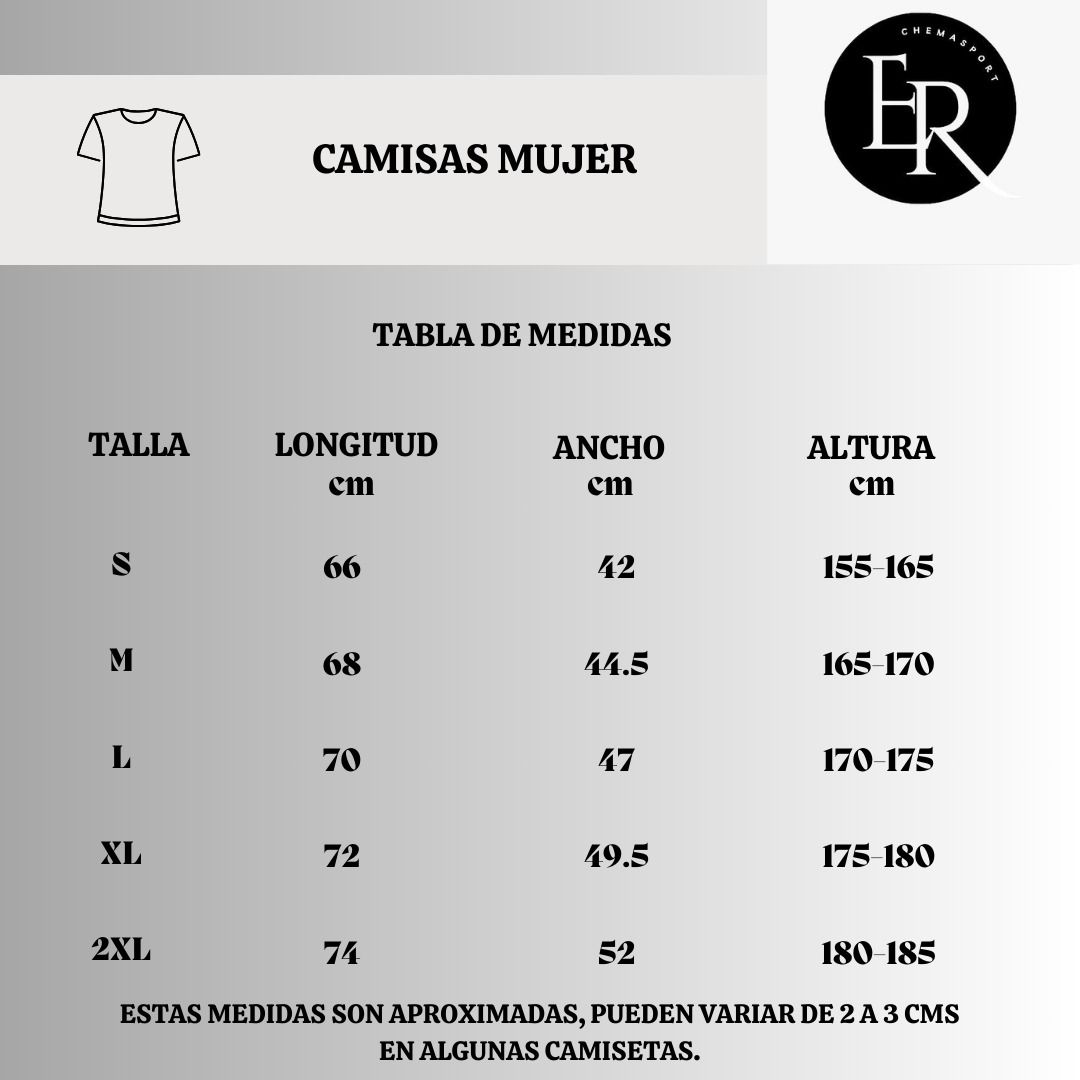 CHEMASPORT
ER
CAMISAS MUJER
TABLA DE MEDIDAS
TALLA LONGITUD cm ANCHO cm ALTURA cm
S 66 42 155-165
M 68 44.5 165-170
L 70 47 170-175
XL 72 49.5 175-180
2XL 74 52 180-185
ESTAS MEDIDAS SON APROXIMADAS, PUEDEN VARIAR DE 2 A 3 CMS
EN ALGUNAS CAMISETAS.